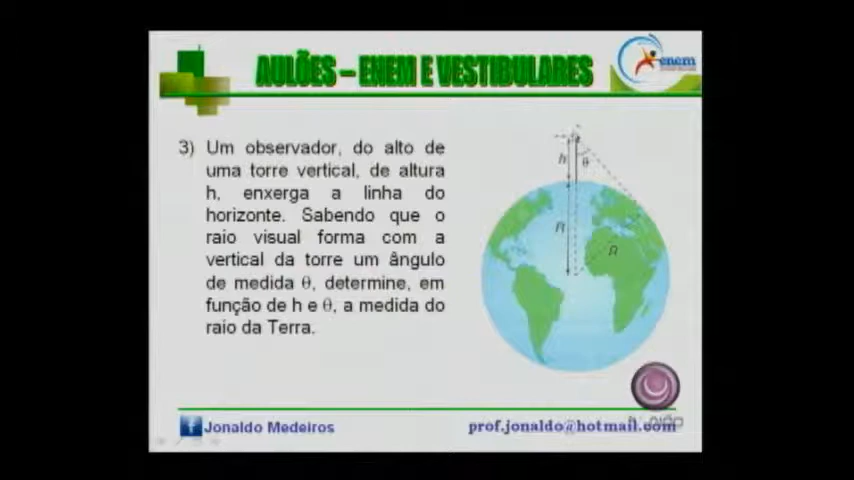 AULÕES – ENEM E VESTIBULARES
enem
3) Um observador, do alto de
uma torre vertical, de altura
h, enxerga a linha do
horizonte. Sabendo que o
raio visual forma com a
vertical da torre um ângulo
de medida θ, determine, em
função de h e θ, a medida do
raio da Terra.
h
θ
R
R
f Jonaldo Medeiros
prof.jonaldo@hotmail.com